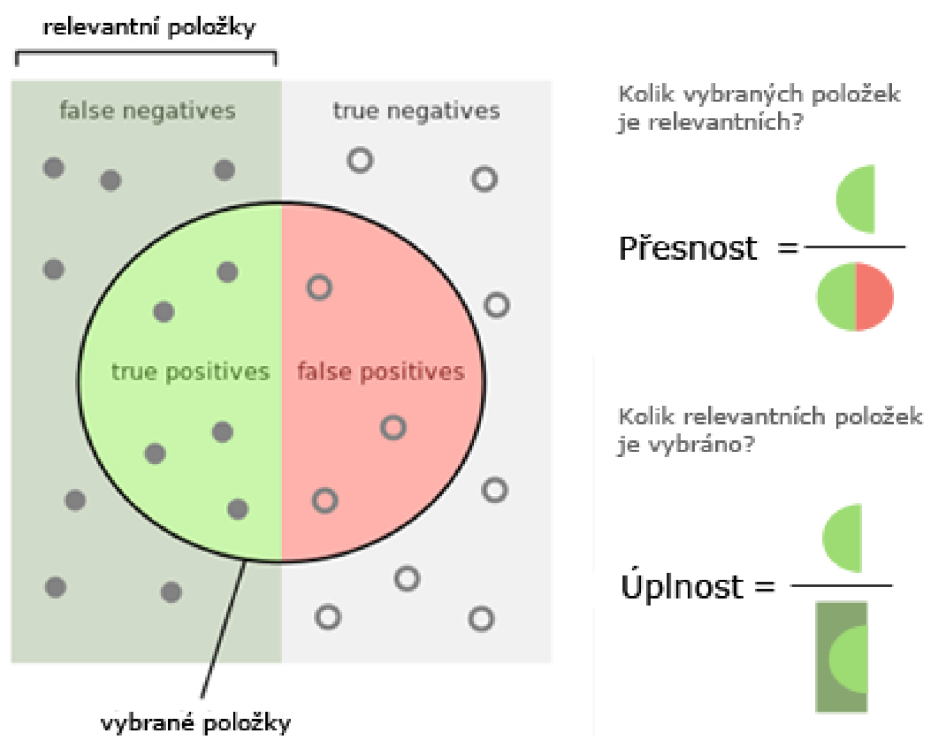 relevantní položky
false negatives
true negatives
true positives
false positives
vybrané položky
Kolik vybraných položek
je relevantních?
Přesnost =
Kolik relevantních položek
je vybráno?
Úplnost =